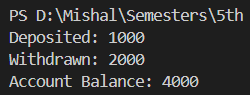 PS D:\Mishal\Semesters\5th
Deposited: 1000
Withdrawn: 2000
Account Balance: 4000